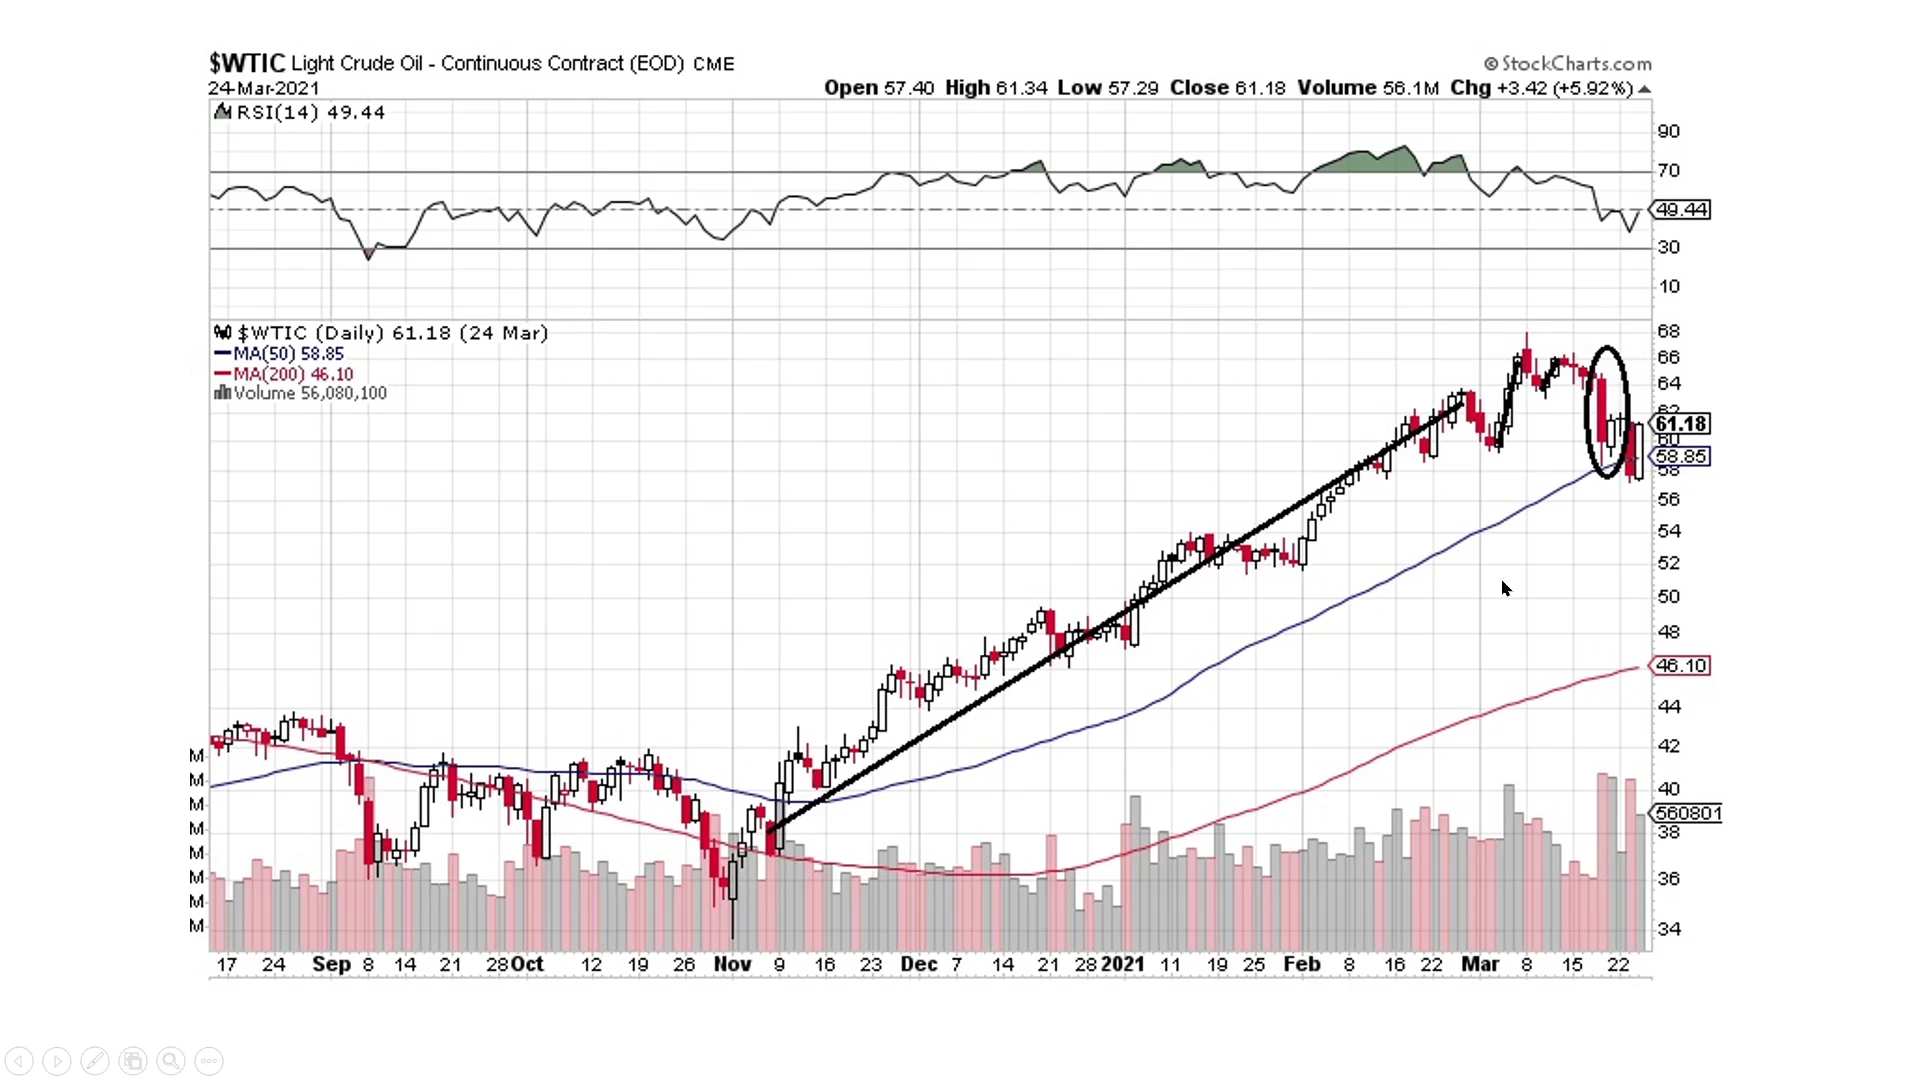 $WTIC Light Crude Oil - Continuous Contract (EOD) CME
© StockCharts.com
24-Mar-2021
Open 57.40 High 61.34 Low 57.29 Close 61.18 Volume 56.1M Chg +3.42 (+5.92%)
RSI(14) 49.44
90
70
49.44
30
10
$WTIC (Daily) 61.18 (24 Mar)
MA(50) 58.85
MA(200) 46.10
Volume 56,080,100
68
66
64
62
61.18
60
58.85
58
56
54
52
50
48
46.10
44
42
40
560801
38
36
34
M
M
M
M
M
M
M
M
17 24 Sep 8 14 21 28 Oct 12 19 26 Nov 9 16 23 Dec 7 14 21 28 2021 11 19 25 Feb 8 16 22 Mar 8 15 22